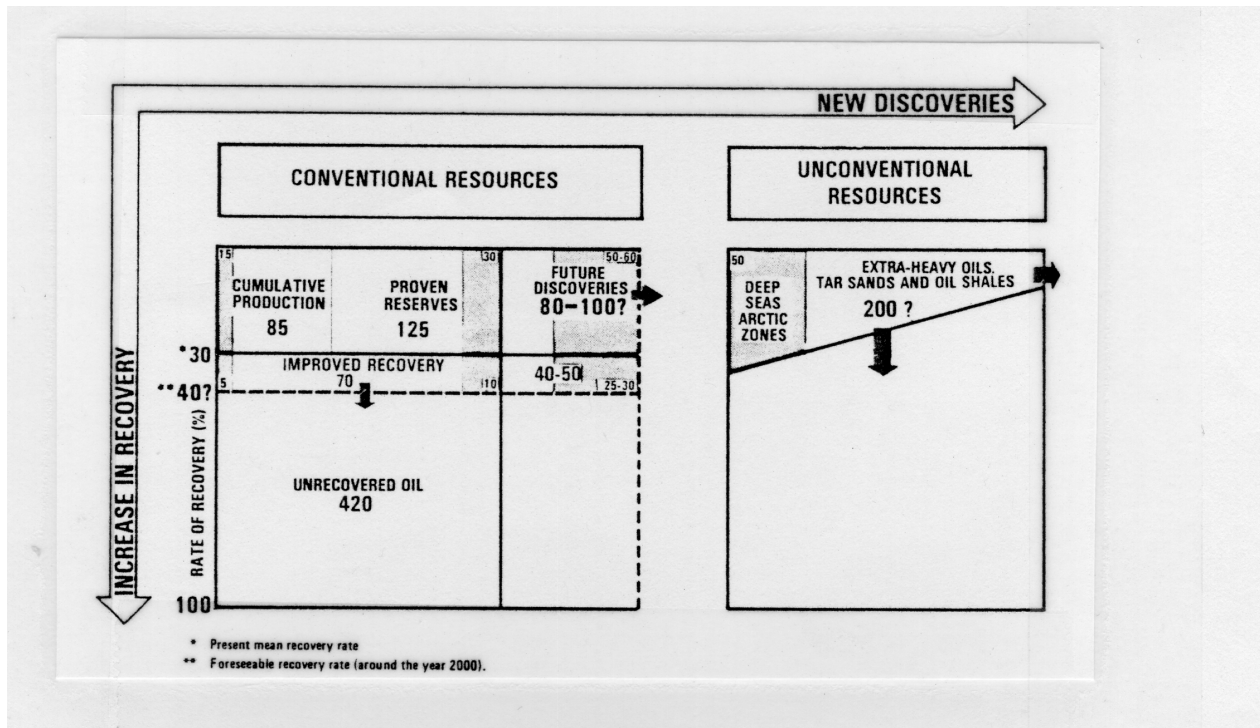 NEW DISCOVERIES
CONVENTIONAL RESOURCES
UNCONVENTIONAL
RESOURCES
15
30
50-60
50
CUMULATIVE
PRODUCTION
85
PROVEN
RESERVES
125
FUTURE
DISCOVERIES
80-100?
DEEP
SEAS
ARCTIC
ZONES
EXTRA-HEAVY OILS.
TAR SANDS AND OIL SHALES
200 ?
*30
IMPROVED RECOVERY
70
40-50
**40?
5
10
25-30
UNRECOVERED OIL
420
100
RATE OF RECOVERY (%)
INCREASE IN RECOVERY
* Present mean recovery rate
** Foreseeable recovery rate (around the year 2000).